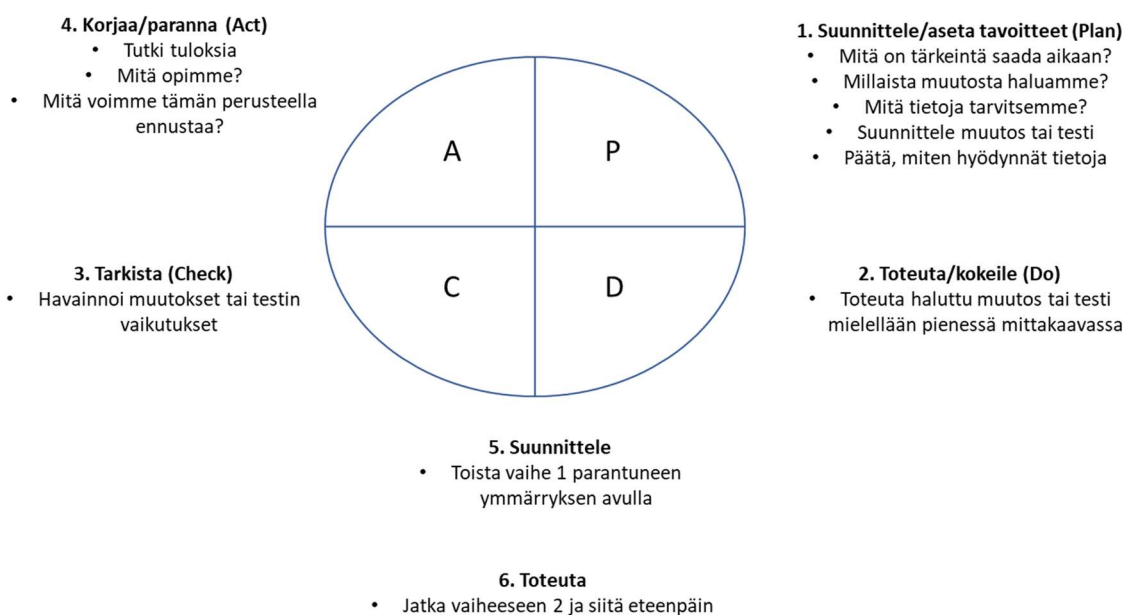 1. Suunnittele/aseta tavoitteet (Plan)
• Mitä on tärkeintä saada aikaan?
• Millaista muutosta haluamme?
• Mitä tietoja tarvitsemme?
• Suunnittele muutos tai testi
• Päätä, miten hyödynnät tietoja
2. Toteuta/kokeile (Do)
• Toteuta haluttu muutos tai testi
mielellään pienessä mittakaavassa
3. Tarkista (Check)
• Havainnoi muutokset tai testin
vaikutukset
4. Korjaa/paranna (Act)
• Tutki tuloksia
• Mitä opimme?
• Mitä voimme tämän perusteella
ennustaa?
A
P
C
D
5. Suunnittele
• Toista vaihe 1 parantuneen
ymmärryksen avulla
6. Toteuta
• Jatka vaiheeseen 2 ja siitä eteenpäin